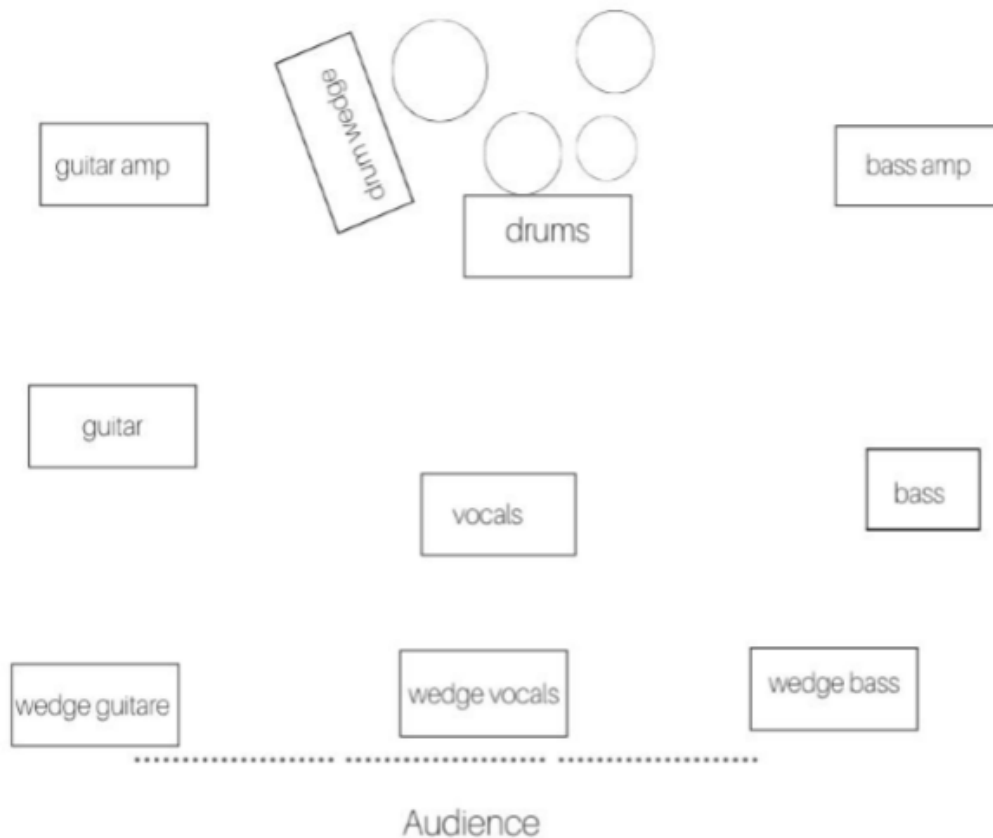 drum wedge
guitar amp
bass amp
drums
guitar
bass
vocals
wedge guitare
wedge vocals
wedge bass
Audience